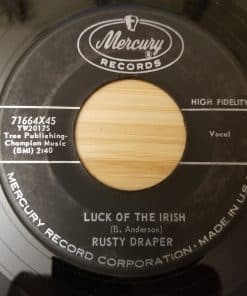 Mercury
®
RECORDS
71664X45
YW20175
Tree Publishing-
Champion Music
(BMI) 2:40
HIGH FIDELITY
Vocal
LUCK OF THE IRISH
(B. Anderson)
RUSTY DRAPER
MERCURY RECORD CORPORATION • MADE IN U.S.A.